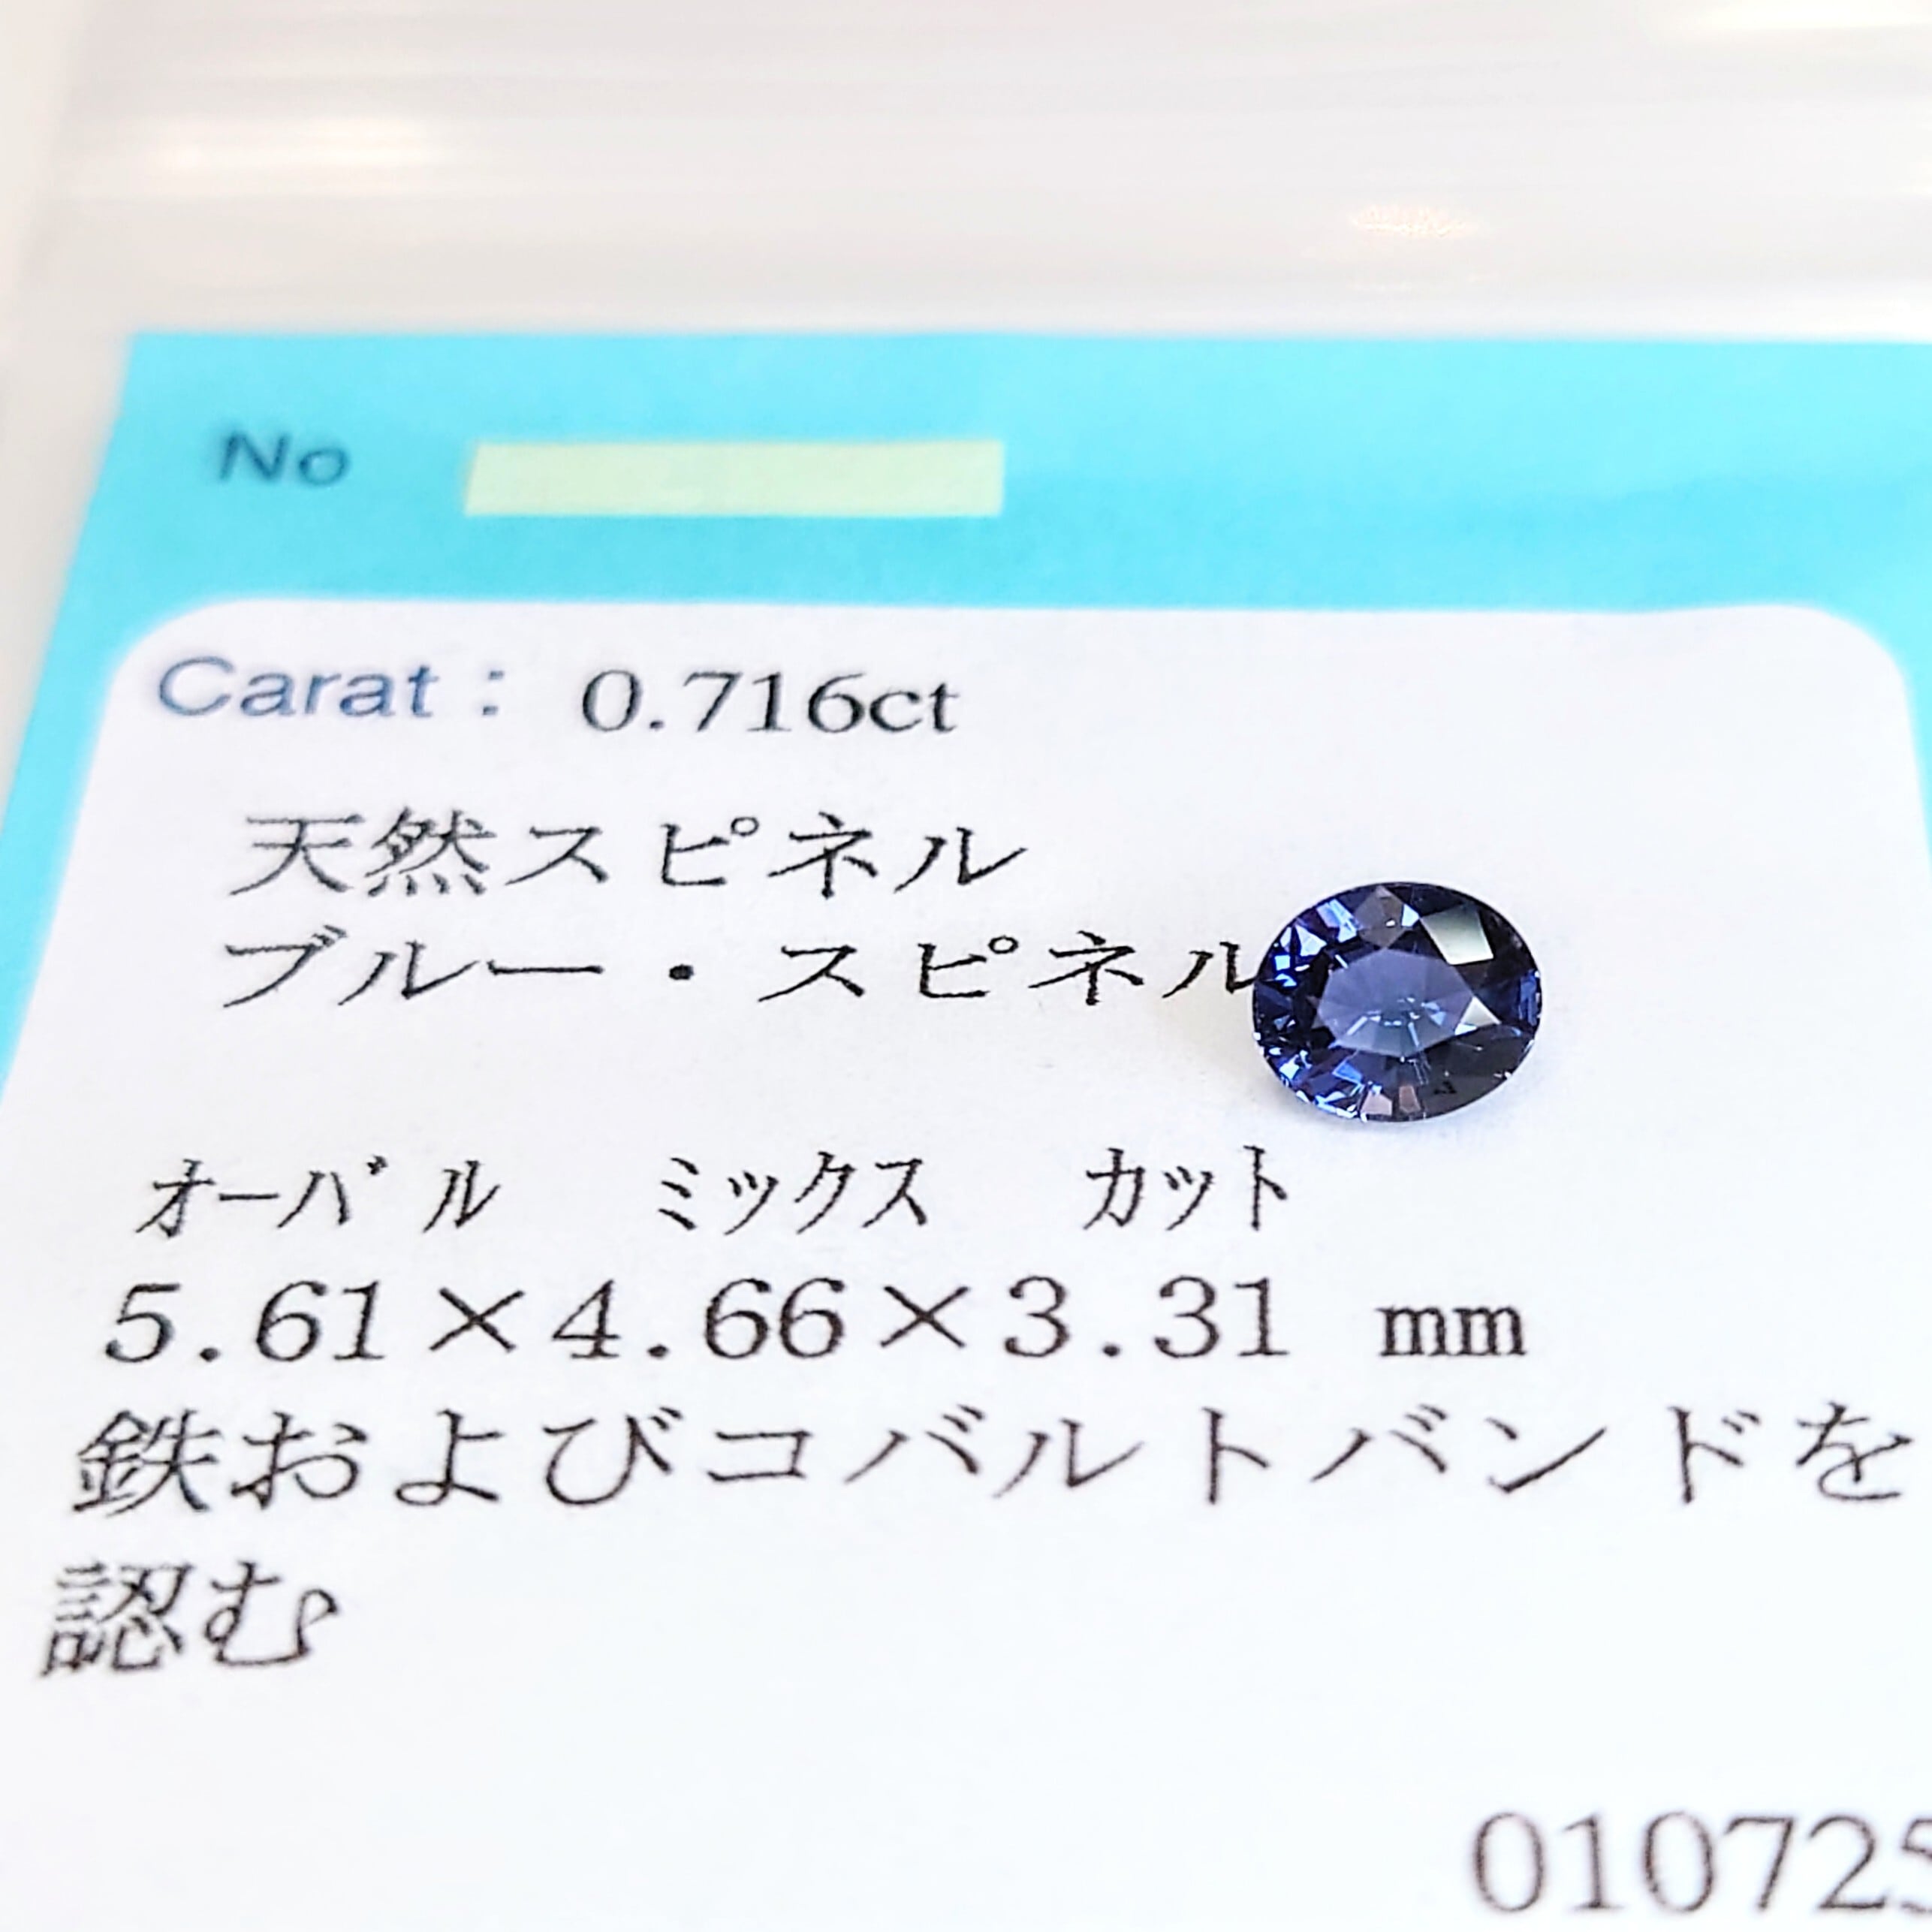 No
Carat : 0.716ct
天然スピネル
ブルー・スピネル
オーバル ミックス カット
5.61×4.66×3.31 mm
鉄およびコバルトバンドを
認む
010725